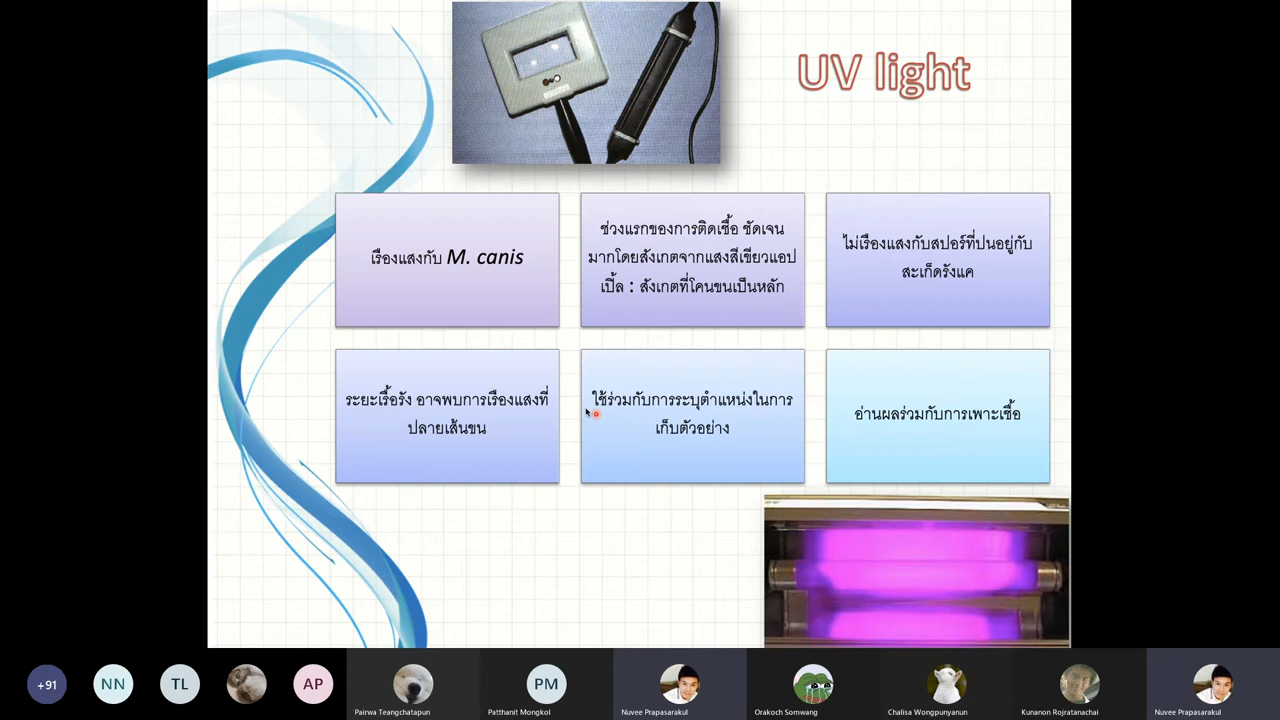 UV light
เรืองแสงกับ M. canis
ช่วงแรกของการติดเชื้อ ชัดเจน
มากโดยสังเกตจากแสงสีเขียวแอป
เปิ้ล : สังเกตที่โคนขนเป็นหลัก
ไม่เรืองแสงกับสปอร์ที่ปนอยู่กับ
สะเก็ดรังแค
ระยะเรื้อรัง อาจพบการเรืองแสงที่
ปลายเส้นขน
ใช้ร่วมกับการระบุตำแหน่งในการ
เก็บตัวอย่าง
อ่านผลร่วมกับการเพาะเชื้อ
+91
NN
TL
AP
PM
Pairwa Teangchatapun
Patthanit Mongkol
Nuvee Prapasarakul
Orakoch Somwang
Chalisa Wongpunyanun
Kunanon Rojratanachai
Nuvee Prapasarakul